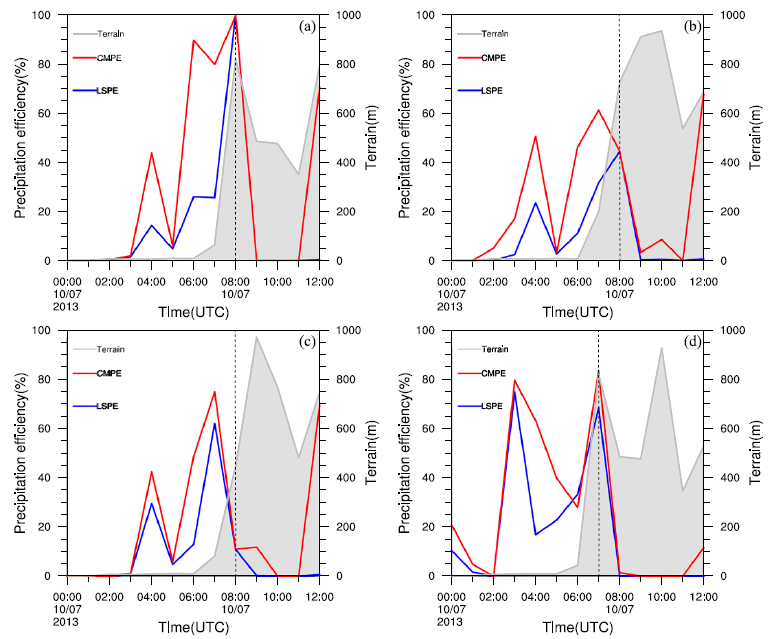 (a)
Terrain
CMPE
LSPE
Precipitation efficiency(%)
100
80
60
40
20
0
Terrain(m)
1000
800
600
400
200
0
00:00 02:00 04:00 06:00 08:00 10:00 12:00
10/07 10/07
2013
TIme(UTC)
(b)
Terrain
CMPE
LSPE
Precipitation efficiency(%)
100
80
60
40
20
0
Terrain(m)
1000
800
600
400
200
0
00:00 02:00 04:00 06:00 08:00 10:00 12:00
10/07 10/07
2013
TIme(UTC)
(c)
Terrain
CMPE
LSPE
Precipitation efficiency(%)
100
80
60
40
20
0
Terrain(m)
1000
800
600
400
200
0
00:00 02:00 04:00 06:00 08:00 10:00 12:00
10/07 10/07
2013
TIme(UTC)
(d)
Terrain
CMPE
LSPE
Precipitation efficiency(%)
100
80
60
40
20
0
Terrain(m)
1000
800
600
400
200
0
00:00 02:00 04:00 06:00 08:00 10:00 12:00
10/07 10/07
2013
TIme(UTC)